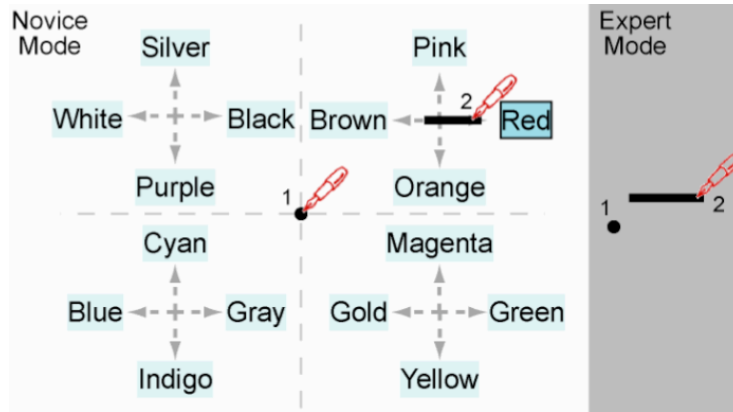 Novice
Mode
Silver
White
Black
Purple
Pink
Brown
2
Red
Orange
1
Cyan
Blue
Gray
Indigo
Magenta
Gold
Green
Yellow
Expert
Mode
1
2